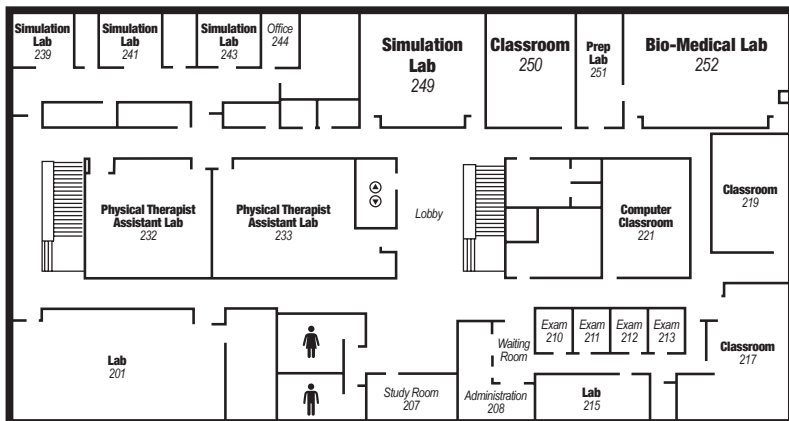 Simulation
Lab
239
Simulation
Lab
241
Simulation
Lab
243
Office
244
Simulation
Lab
249
Classroom
250
Prep
Lab
251
Bio-Medical Lab
252
Physical Therapist
Assistant Lab
232
Physical Therapist
Assistant Lab
233
Lobby
Computer
Classroom
221
Classroom
219
Lab
201
Study Room
207
Waiting
Room
Administration
208
Exam
210
Exam
211
Exam
212
Exam
213
Lab
215
Classroom
217